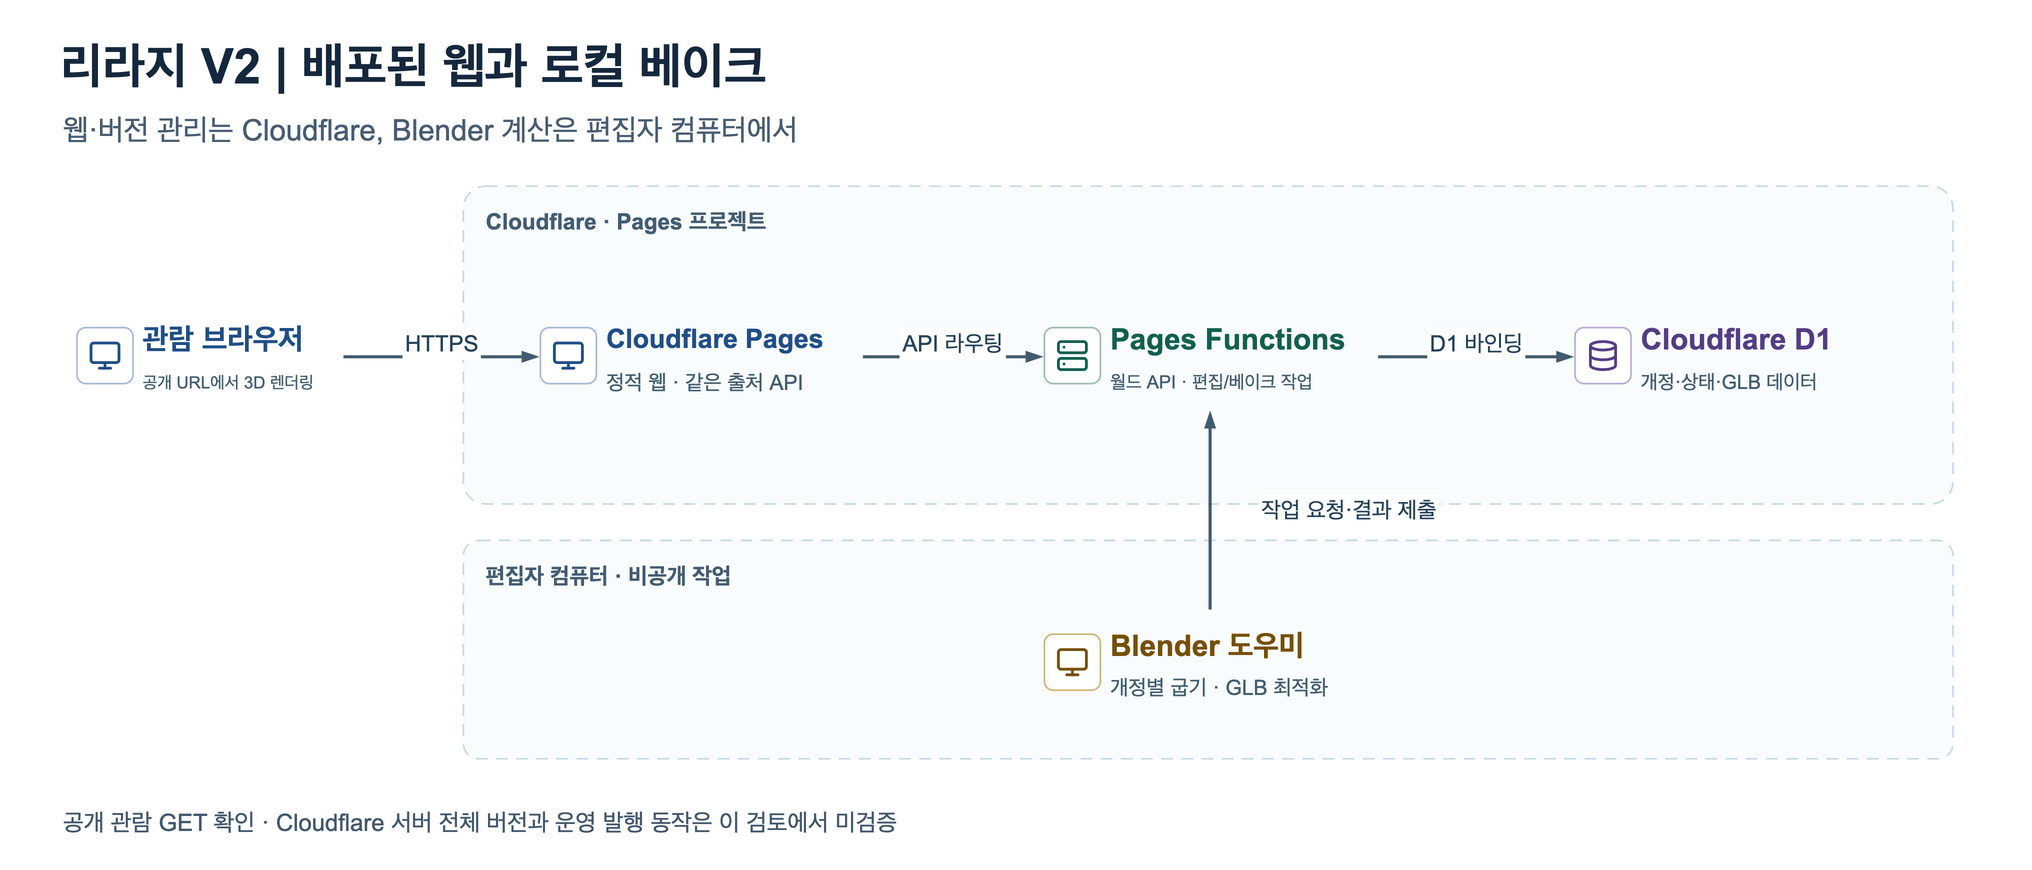 리라지 V2 | 배포된 웹과 로컬 베이크
웹·버전 관리는 Cloudflare, Blender 계산은 편집자 컴퓨터에서
Cloudflare · Pages 프로젝트
관람 브라우저
공개 URL에서 3D 렌더링
HTTPS
Cloudflare Pages
정적 웹 · 같은 출처 API
API 라우팅
Pages Functions
월드 API · 편집/베이크 작업
D1 바인딩
Cloudflare D1
개정·상태·GLB 데이터
작업 요청·결과 제출
편집자 컴퓨터 · 비공개 작업
Blender 도우미
개정별 굽기 · GLB 최적화
공개 관람 GET 확인 · Cloudflare 서버 전체 버전과 운영 발행 동작은 이 검토에서 미검증